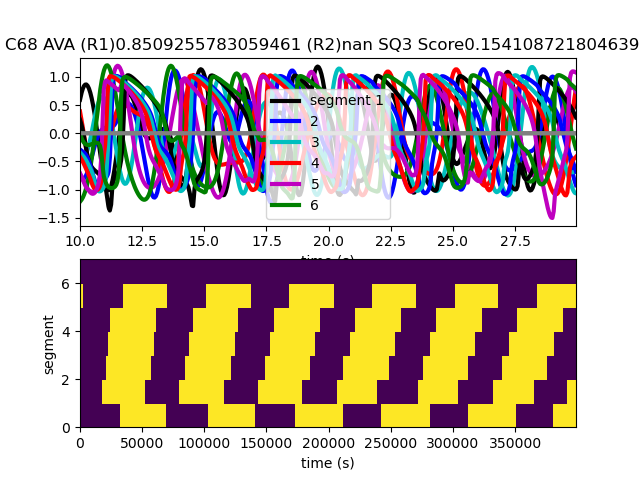 C68 AVA (R1)0.8509255783059461 (R2)nan SQ3 Score0.154108721804639
1.0
0.5
0.0
−0.5
−1.0
−1.5
segment 1
2
3
4
5
6
10.0 12.5 15.0 17.5 20.0 22.5 25.0 27.5
time (s)
6
4
2
0
segment
0 50000 100000 150000 200000 250000 300000 350000
time (s)